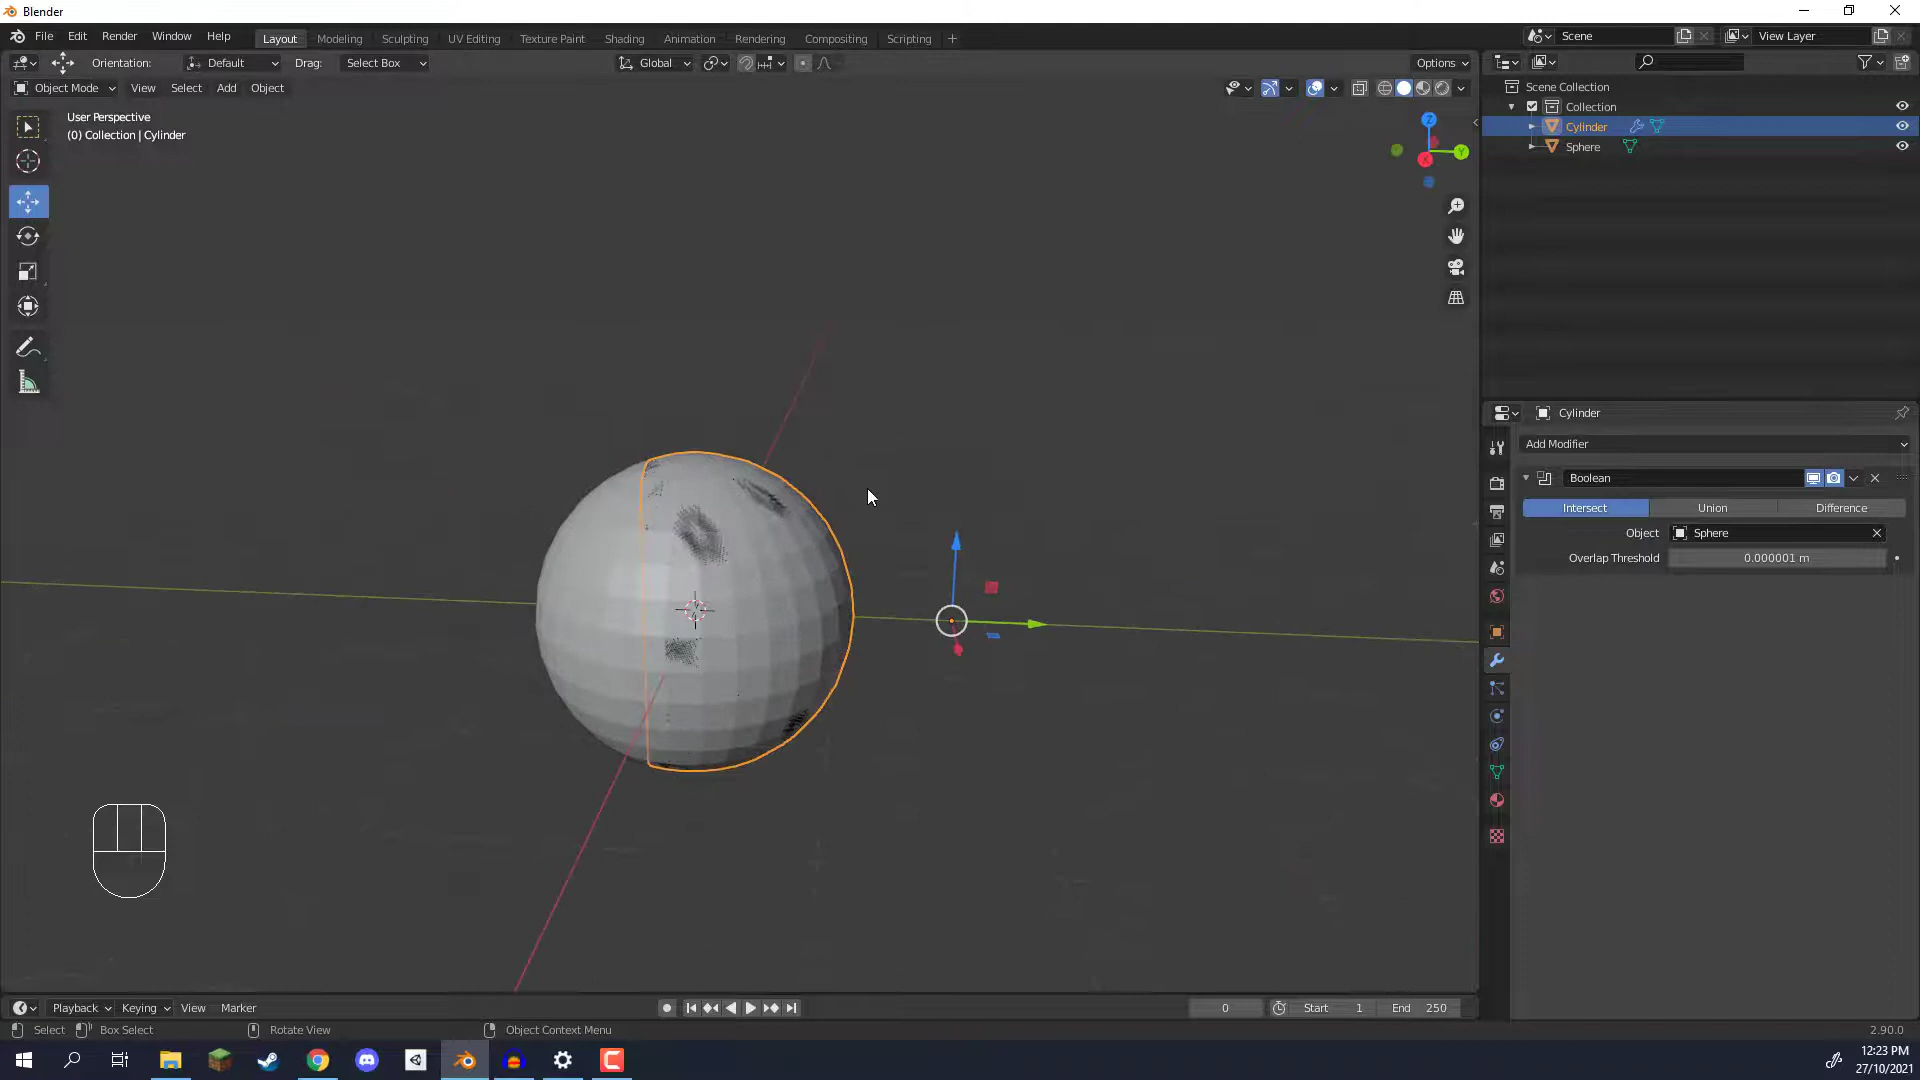 Blender
File Edit Render Window Help
Layout Modeling Sculpting UV Editing Texture Paint Shading Animation Rendering Compositing Scripting +
Scene
View Layer
Orientation: Default Drag: Select Box
Global
Options
Object Mode View Select Add Object
User Perspective
(0) Collection | Cylinder
Z
Y
X
Scene Collection
Collection
Cylinder
Sphere
Cylinder
Add Modifier
Boolean
Intersect Union Difference
Object Sphere
Overlap Threshold 0.000001 m
Playback Keying View Marker
0 Start 1 End 250
Select Box Select Rotate View Object Context Menu
2.90.0
12:23 PM
27/10/2021